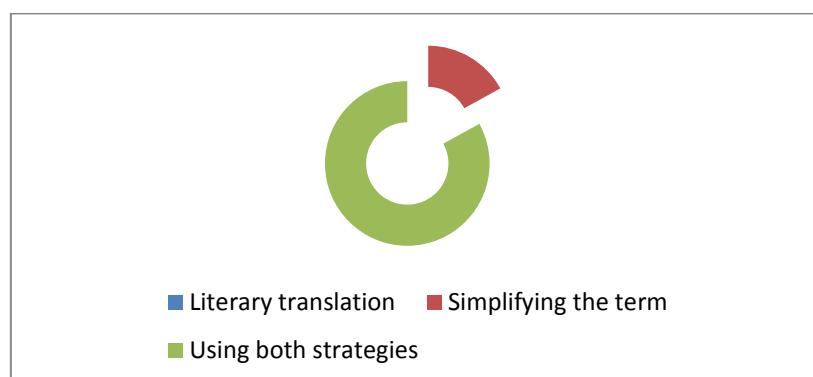 Literary translation Simplifying the term
Using both strategies